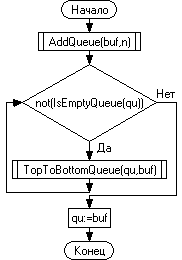 Начало
AddQueue(buf,n)
not(IsEmptyQueue(qu))
Нет
Да
TopToBottomQueue(qu,buf)
qu:=buf
Конец